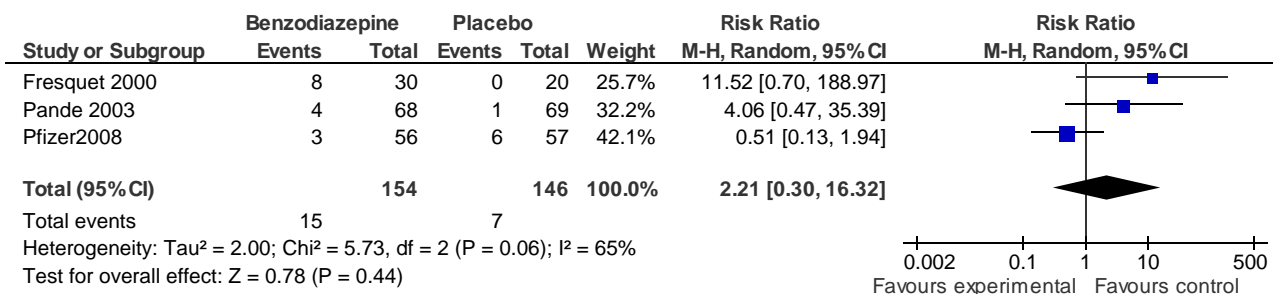 Benzodiazepine Placebo Risk Ratio Risk Ratio
Study or Subgroup Events Total Events Total Weight M-H, Random, 95% CI M-H, Random, 95% CI
Fresquet 2000 8 30 0 20 25.7% 11.52 [0.70, 188.97]
Pande 2003 4 68 1 69 32.2% 4.06 [0.47, 35.39]
Pfizer2008 3 56 6 57 42.1% 0.51 [0.13, 1.94]
Total (95% CI) 154 146 100.0% 2.21 [0.30, 16.32]
Total events 15 7
Heterogeneity: Tau² = 2.00; Chi² = 5.73, df = 2 (P = 0.06); I² = 65%
Test for overall effect: Z = 0.78 (P = 0.44)
0.002 0.1 1 10 500
Favours experimental Favours control